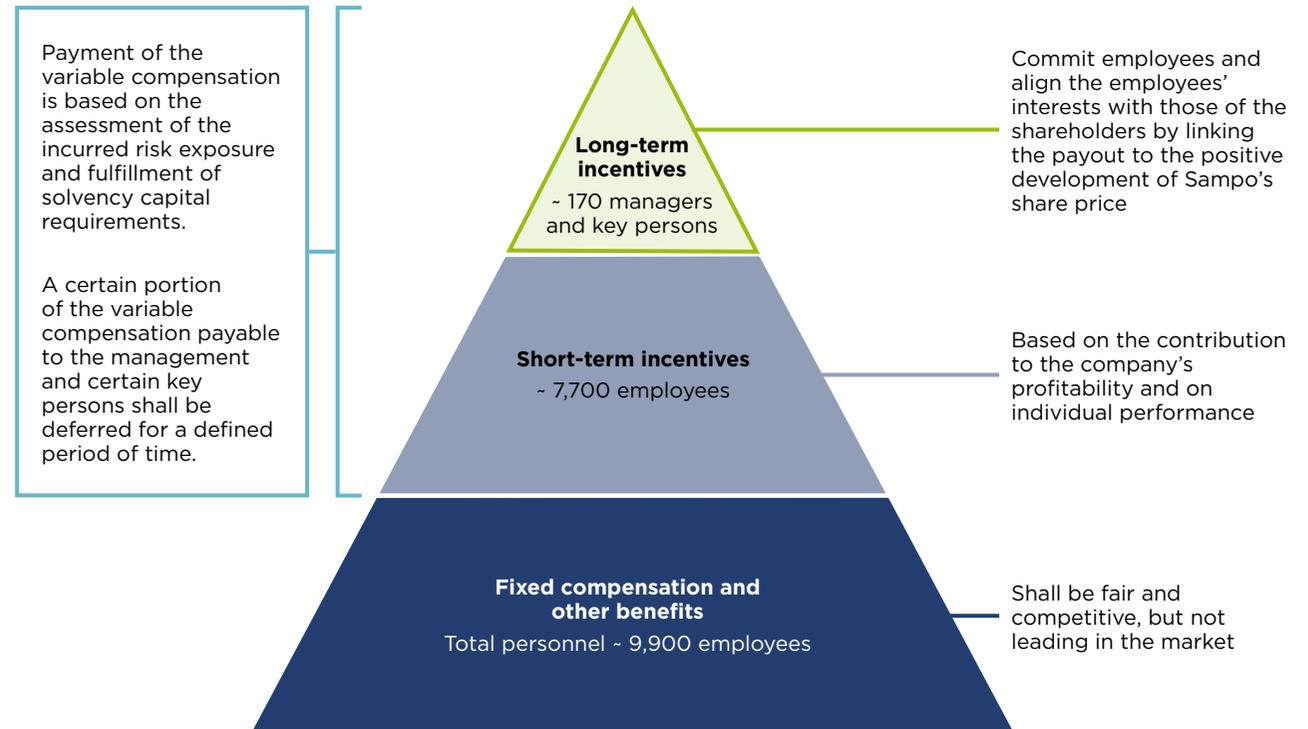 Payment of the
variable compensation
is based on the
assessment of the
incurred risk exposure
and fulfillment of
solvency capital
requirements.
A certain portion
of the variable
compensation payable
to the management
and certain key
persons shall be
deferred for a defined
period of time.
Long-term
incentives
~ 170 managers
and key persons
Commit employees and
align the employees’
interests with those of the
shareholders by linking
the payout to the positive
development of Sampo’s
share price
Short-term incentives
~ 7,700 employees
Based on the contribution
to the company’s
profitability and on
individual performance
Fixed compensation and
other benefits
Total personnel ~ 9,900 employees
Shall be fair and
competitive, but not
leading in the market